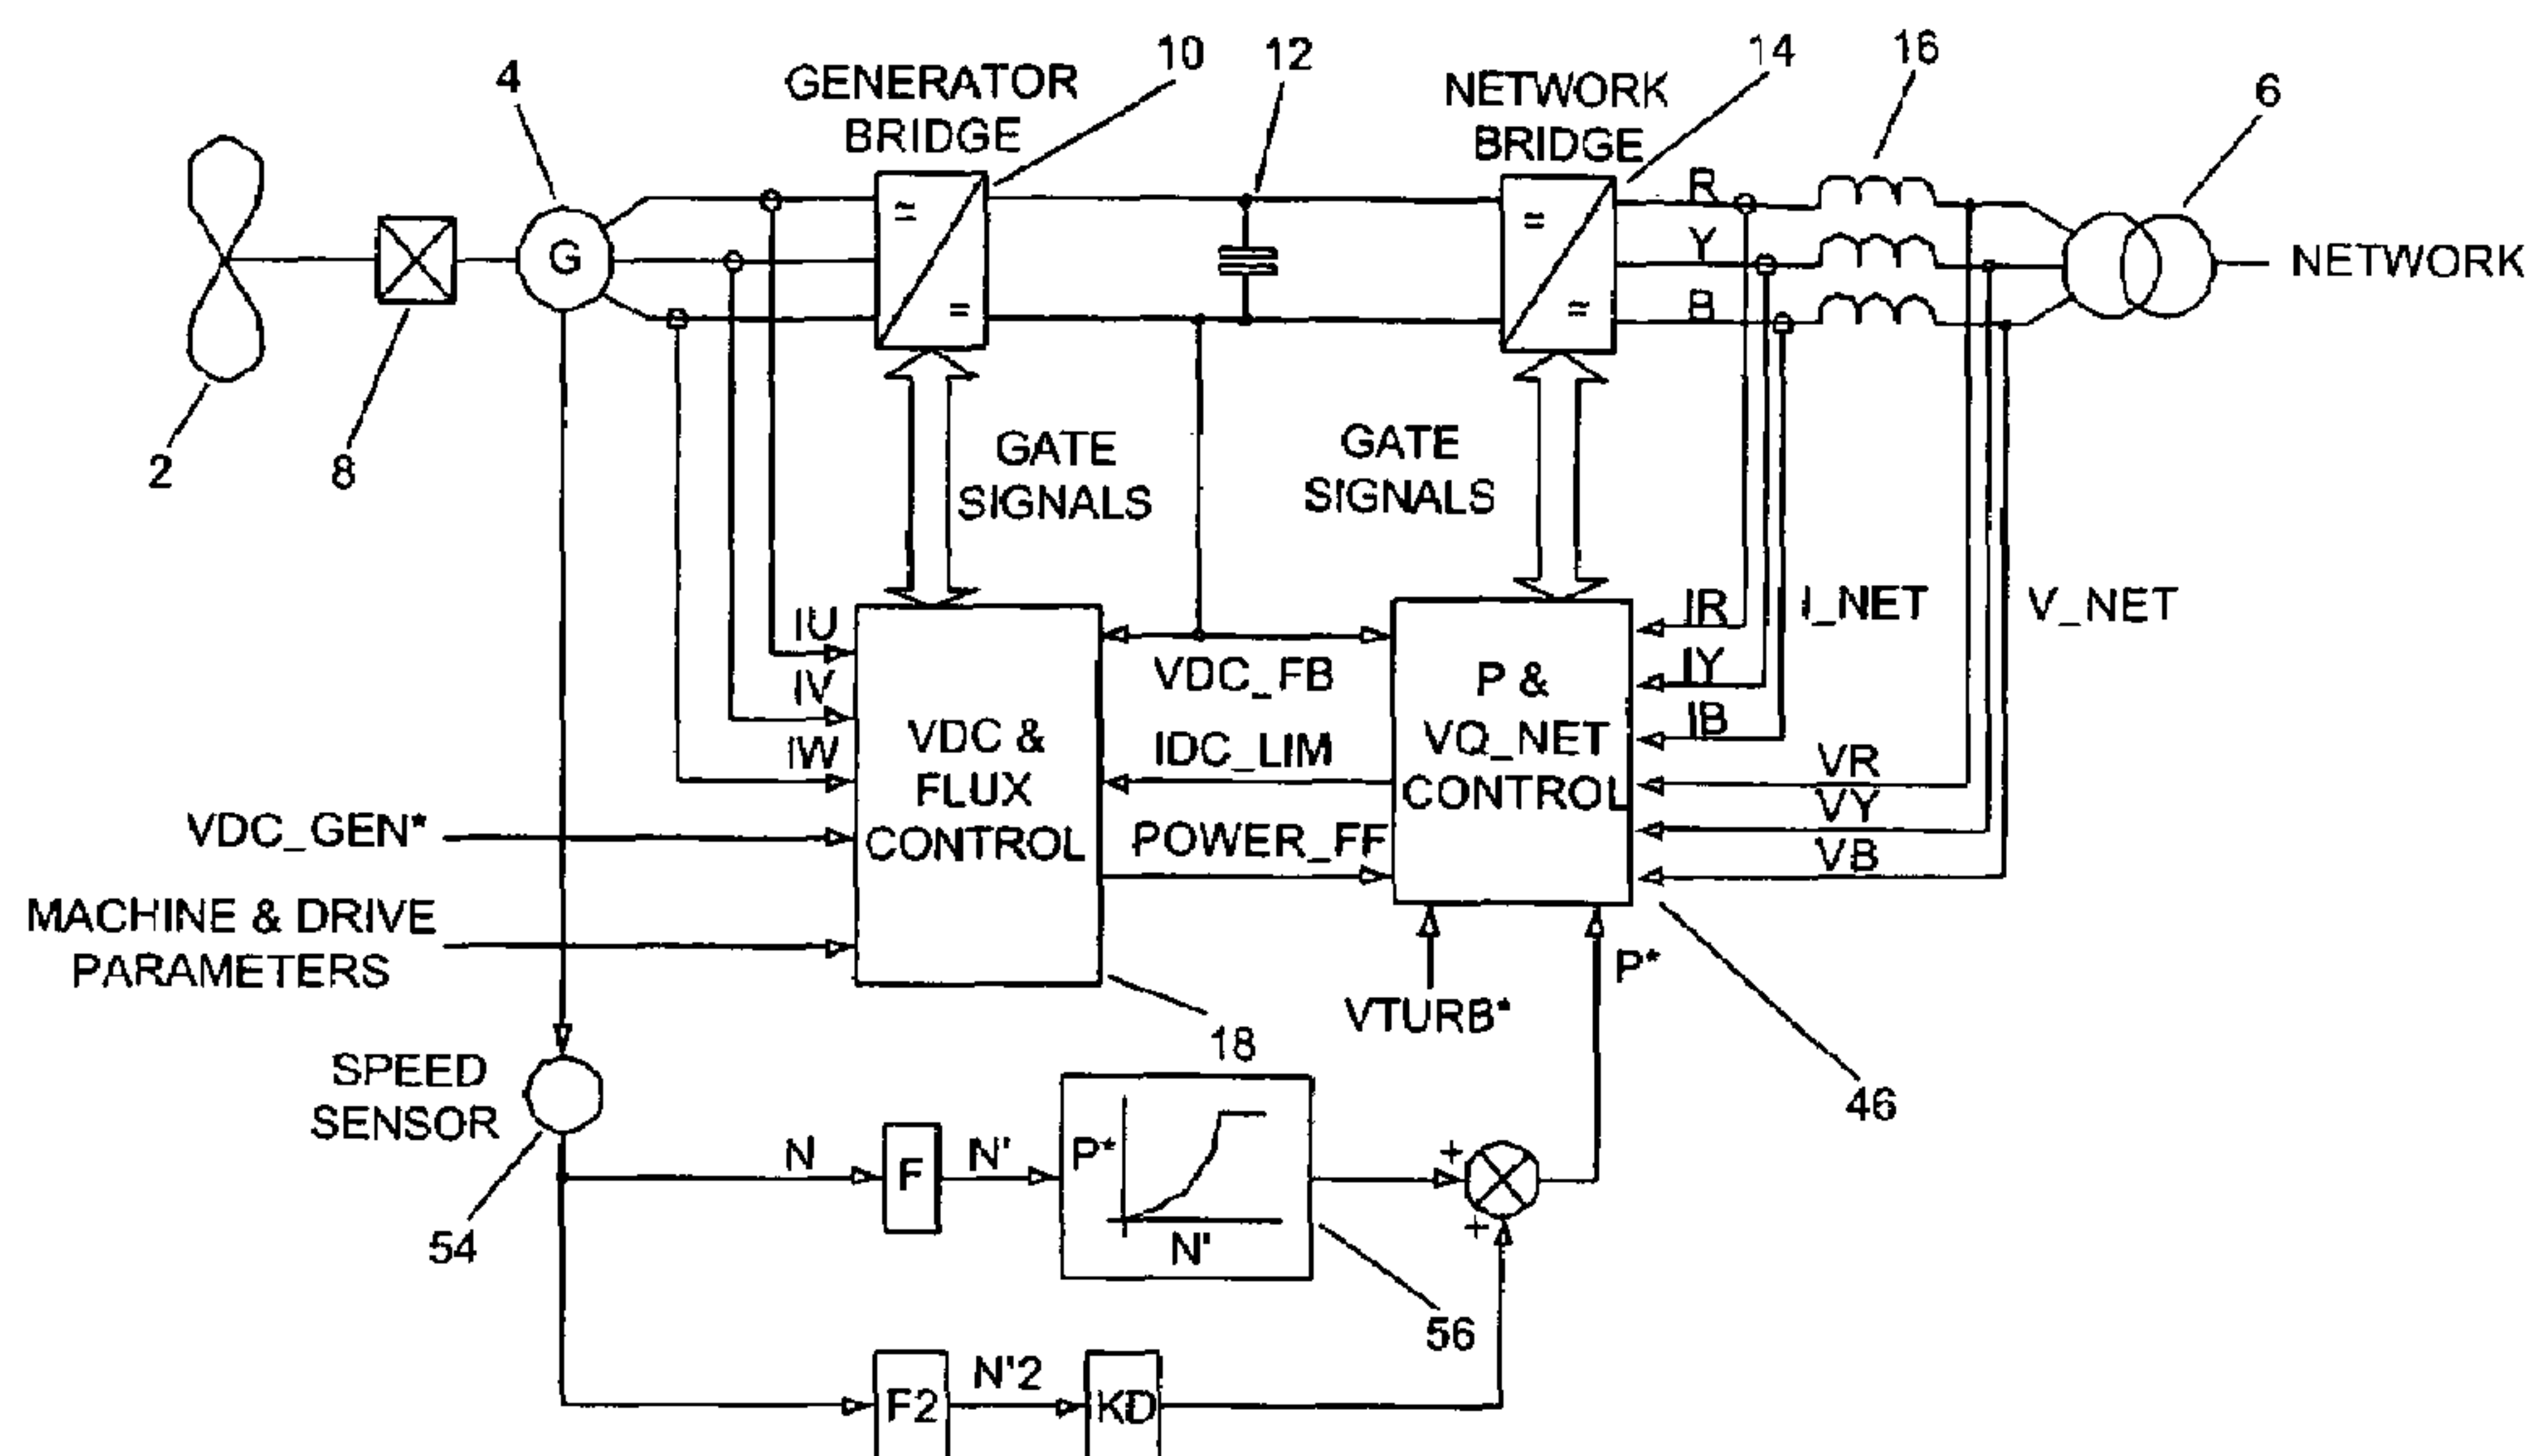 4
GENERATOR
BRIDGE
10
12
NETWORK
BRIDGE
14
16
6
G
≅
=
=
≅
R
Y
B
NETWORK
2
8
GATE
SIGNALS
GATE
SIGNALS
IU
IV
IW
VDC &
FLUX
CONTROL
VDC_FB
IDC_LIM
POWER_FF
P &
VQ_NET
CONTROL
IR
IY
IB
I_NET
V_NET
VR
VY
VB
VDC_GEN*
MACHINE & DRIVE
PARAMETERS
18
VTURB*
P*
46
SPEED
SENSOR
54
N
F
N'
P*
N'
56
+
+
F2
N'2
KD